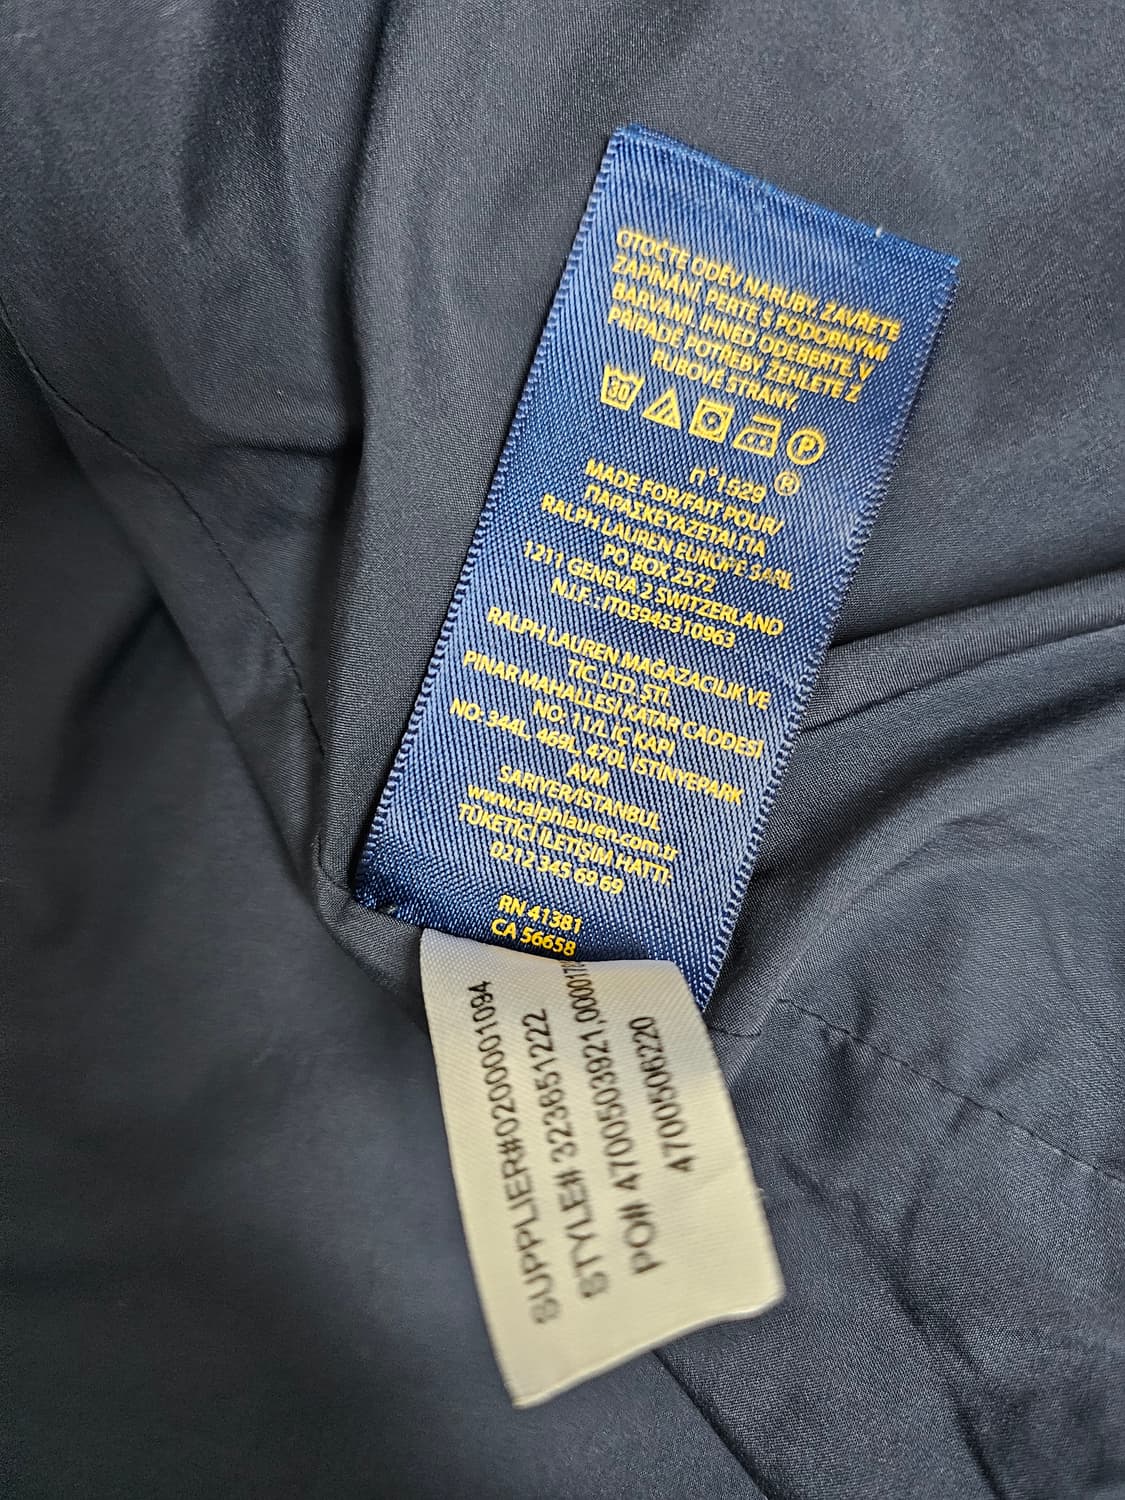 OTOČTE ODĚV NARUBY. ZAVŘETE
ZAPÍNÁNÍ. PERTE S PODOBNÝMI
BARVAMI. IHNED ODEBERTE. V
PŘÍPADĚ POTŘEBY ŽEHLETE Z
RUBOVÉ STRANY.
30 P
n°1529 ®
MADE FOR/FAIT POUR/
ΠΑΡΑΣΚΕΥΑΖΕΤΑΙ ΓΙΑ
RALPH LAUREN EUROPE SARL
PO BOX 2572
1211 GENEVA 2 SWITZERLAND
N.I.F.: IT03945310963
RALPH LAUREN MAĞAZACILIK VE
TİC. LTD. STİ.
PINAR MAHALLESİ KATAR CADDESİ
NO: 11/1, İÇ KAPI
NO: 344L, 469L, 470L İSTİNYEPARK
AVM
SARIYER/İSTANBUL
www.ralphlauren.com.tr
TÜKETİCİ İLETİŞİM HATTI:
0212 345 69 69
RN 41381
CA 56658
SUPPLIER#0200001094
STYLE# 323851222
PO# 4700503921,
4700506220